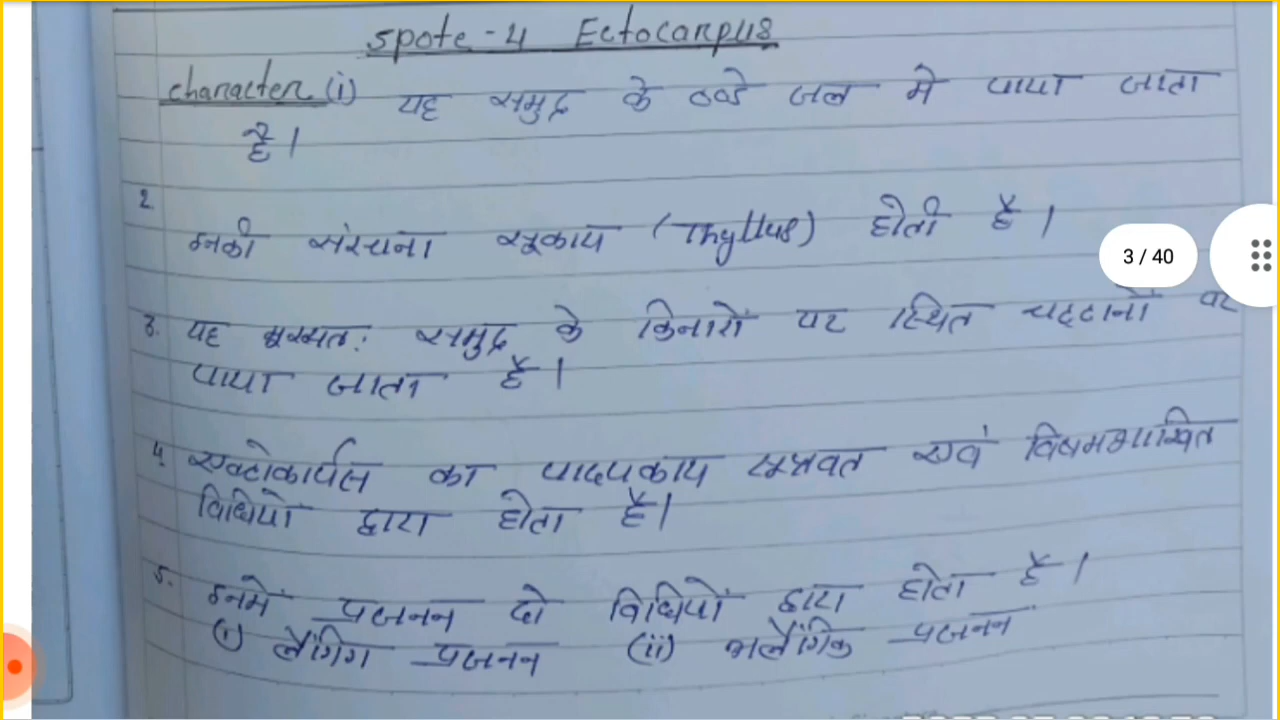 Spote-4 Ectocarpus
character (i) यह समुद्र के ठण्डे जल मे पाया जाता
है।
2
इनकी संरचना सूकाय (Thyllus) होती है।
3. यह मुख्यतः समुद्र के किनारों पर स्थित चट्टानों पर
पाया जाता है।
3 / 40
4. एक्टोकार्पस का पादपकाय एवं विषमशाखित
विधियों द्वारा होता है।
5. इनमें प्रजनन दो विधियों द्वारा होता है।
(i) लैंगिग प्रजनन (ii) अलैंगिक प्रजनन